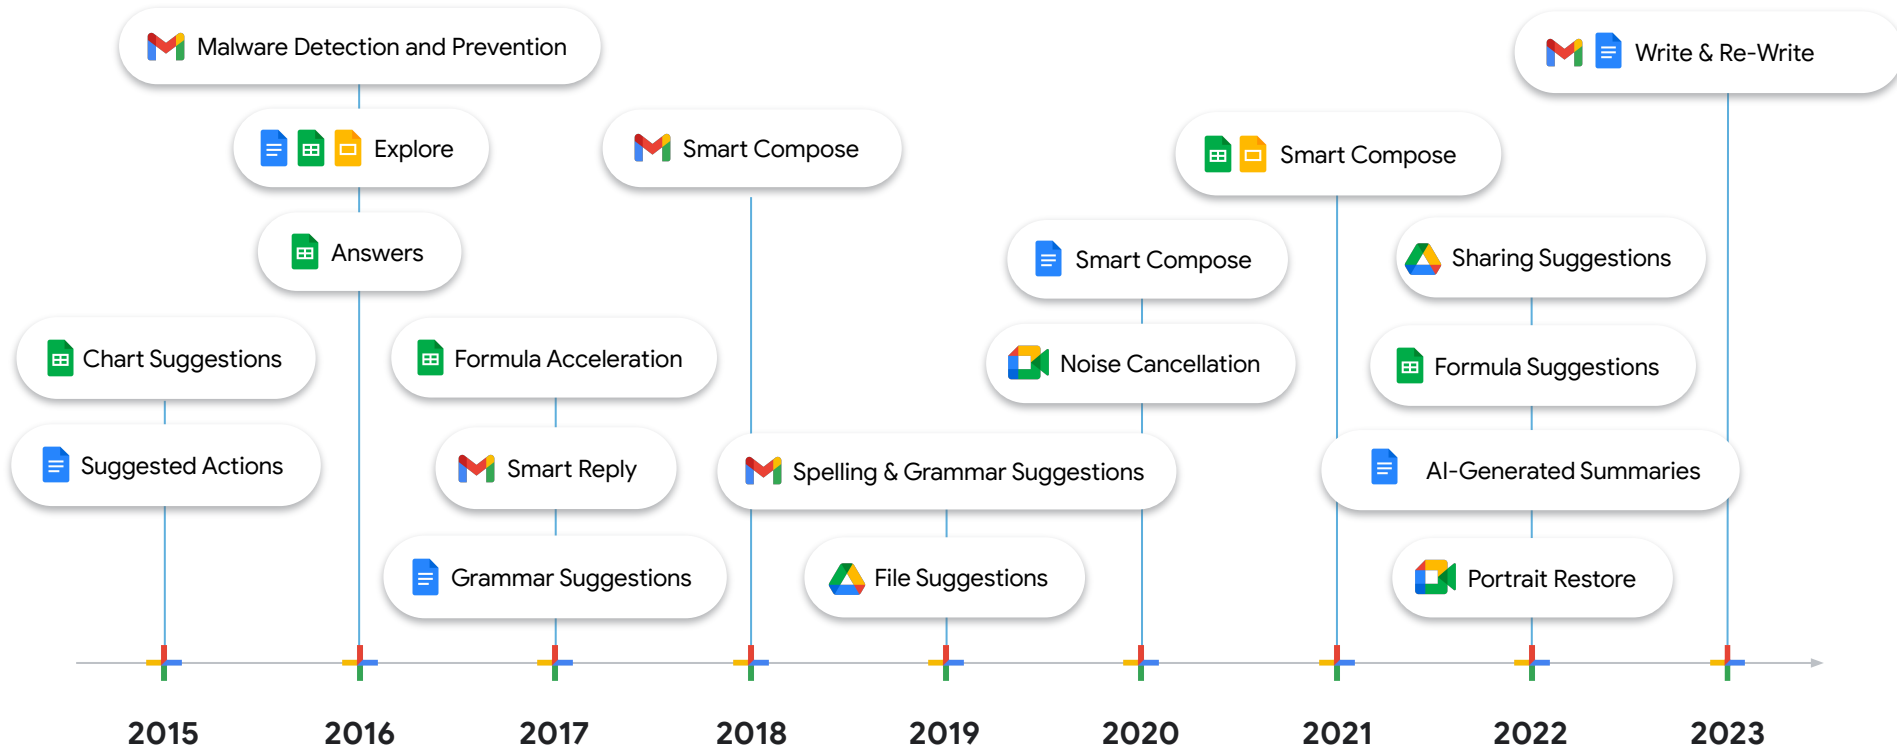 Malware Detection and Prevention
Write & Re-Write
Explore
Smart Compose
Smart Compose
Answers
Smart Compose
Sharing Suggestions
Chart Suggestions
Formula Acceleration
Noise Cancellation
Formula Suggestions
Suggested Actions
Smart Reply
Spelling & Grammar Suggestions
AI-Generated Summaries
Grammar Suggestions
File Suggestions
Portrait Restore
2015
2016
2017
2018
2019
2020
2021
2022
2023